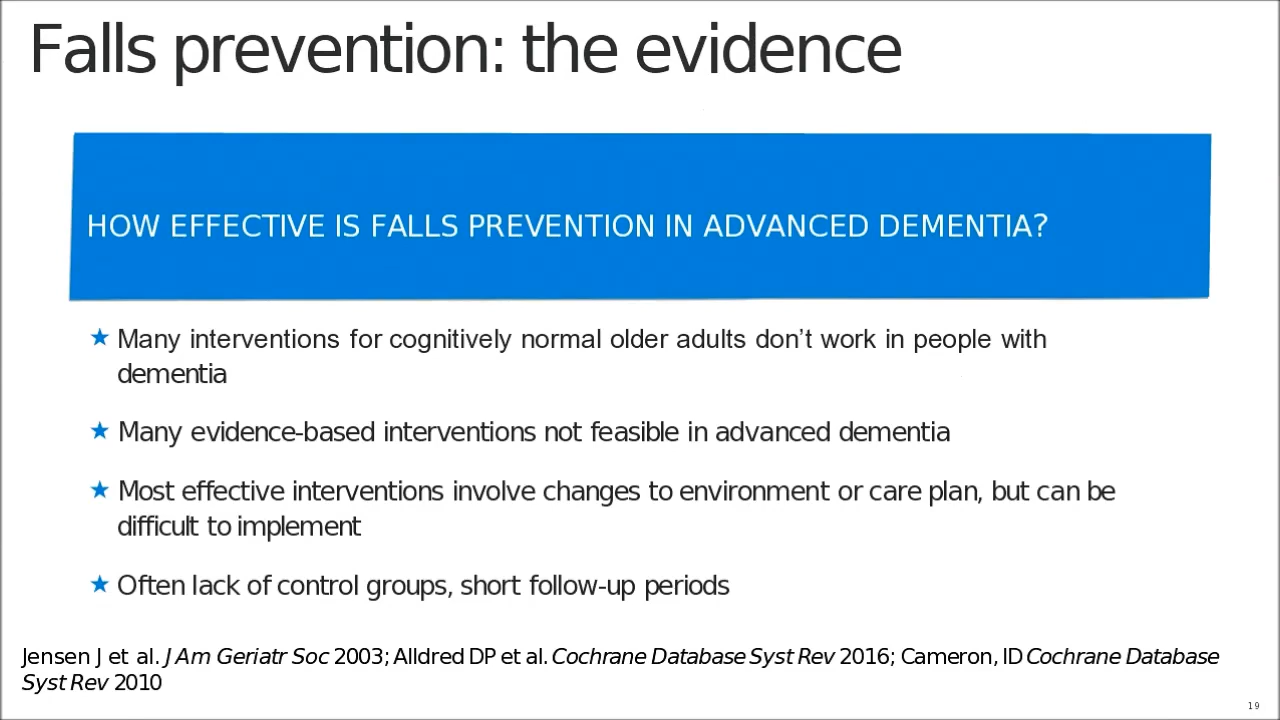 Falls prevention: the evidence
HOW EFFECTIVE IS FALLS PREVENTION IN ADVANCED DEMENTIA?
★ Many interventions for cognitively normal older adults don’t work in people with
dementia
★ Many evidence-based interventions not feasible in advanced dementia
★ Most effective interventions involve changes to environment or care plan, but can be
difficult to implement
★ Often lack of control groups, short follow-up periods
Jensen J et al. J Am Geriatr Soc 2003; Alldred DP et al. Cochrane Database Syst Rev 2016; Cameron, ID Cochrane Database
Syst Rev 2010
19